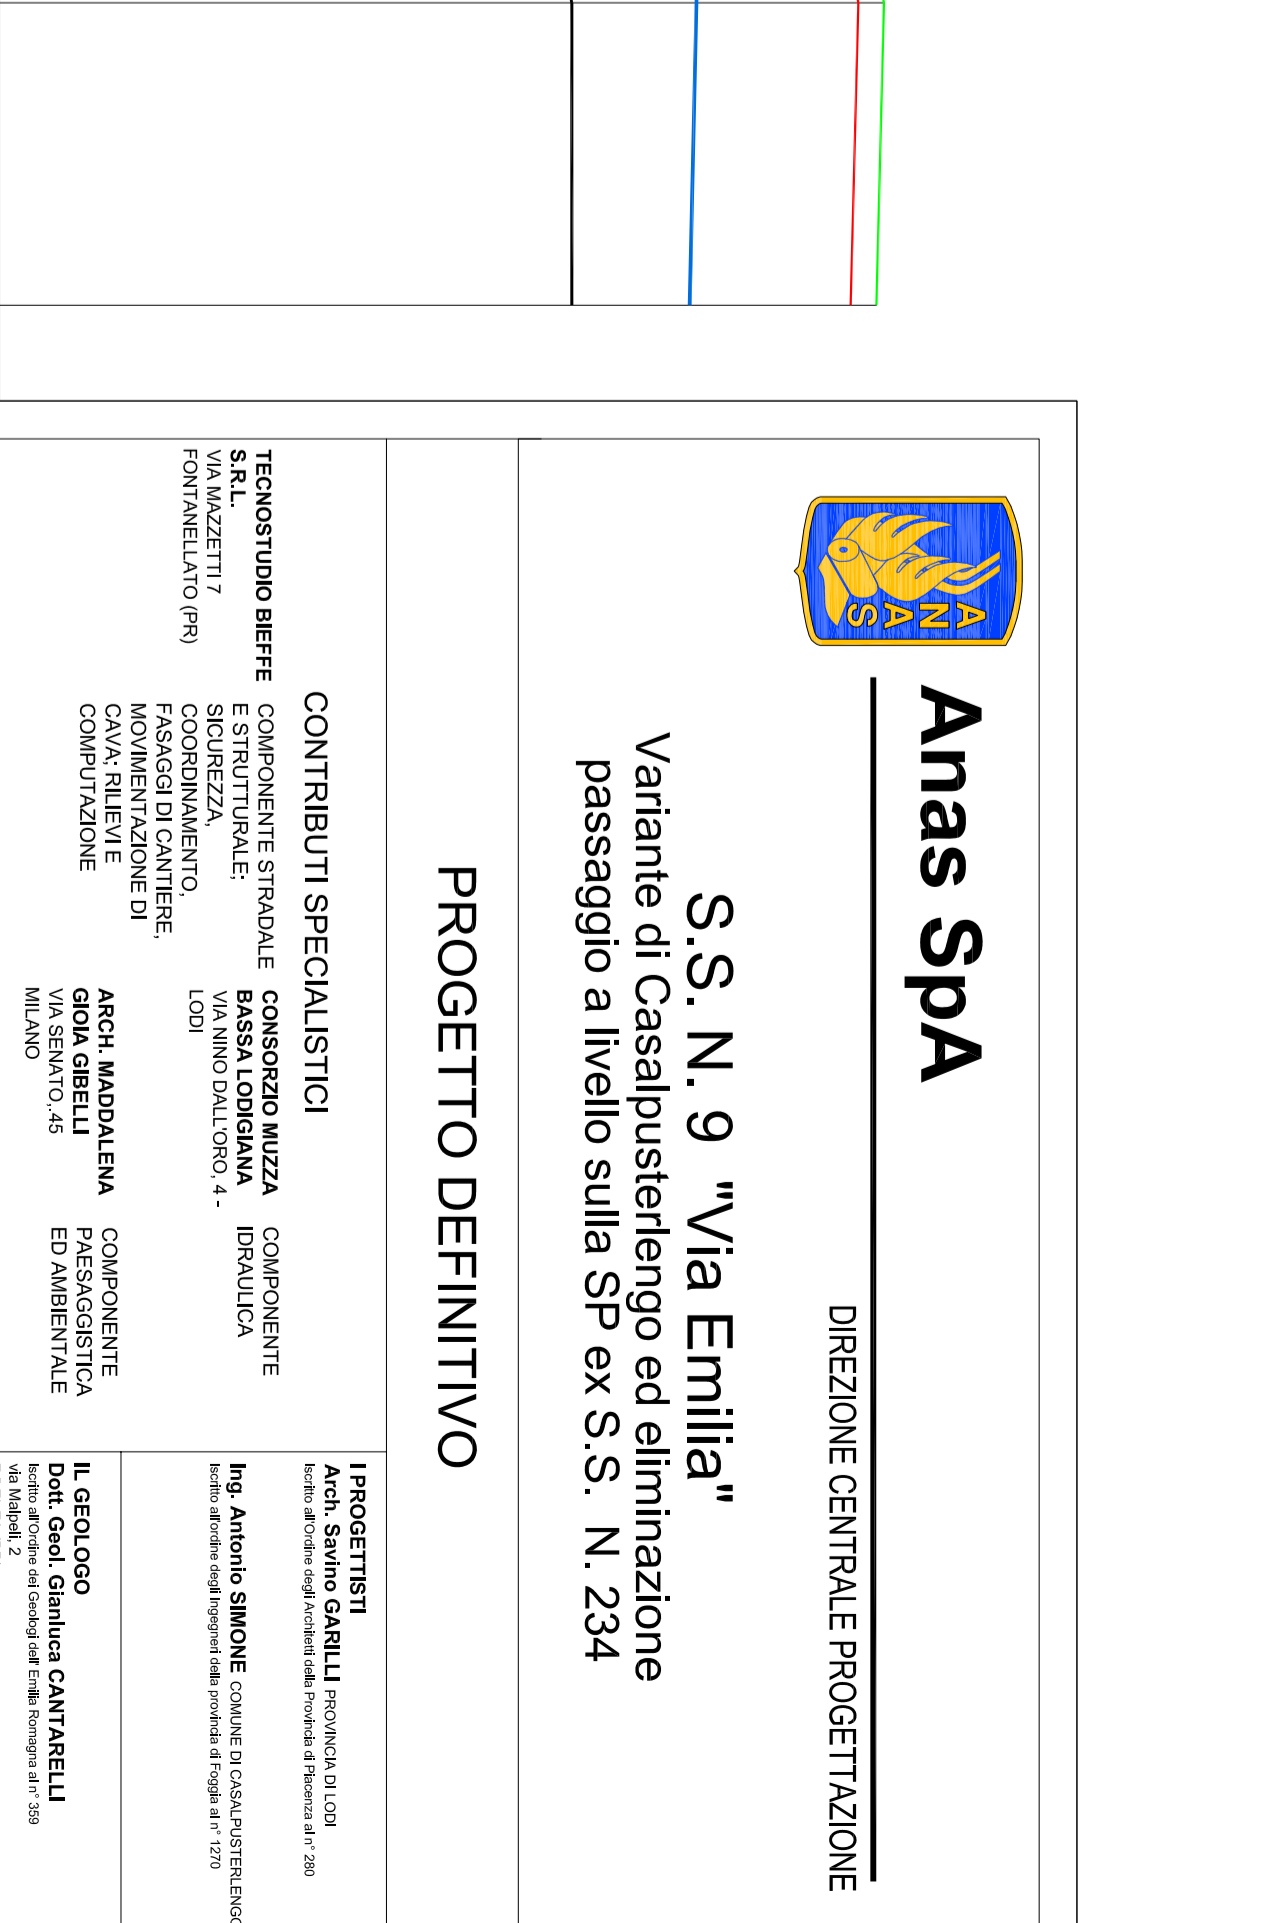 ANAS
Anas SpA
DIREZIONE CENTRALE PROGETTAZIONE
S.S. N. 9 "Via Emilia"
Variante di Casalpusterlengo ed eliminazione
passaggio a livello sulla SP ex S.S. N. 234
PROGETTO DEFINITIVO
CONTRIBUTI SPECIALISTICI
TECNOSTUDIO BIEFFE
S.R.L.
VIA MAZZETTI 7
FONTANELLATO (PR)
COMPONENTE STRADALE
E STRUTTURALE;
SICUREZZA,
COORDINAMENTO,
FASAGGI DI CANTIERE,
MOVIMENTAZIONE DI
CAVA; RILIEVI E
COMPUTAZIONE
CONSORZIO MUZZA
BASSA LODIGIANA
VIA NINO DALL'ORO, 4 -
LODI
COMPONENTE
IDRAULICA
ARCH. MADDALENA
GIOIA GIBELLI
VIA SENATO,.45
MILANO
COMPONENTE
PAESAGGISTICA
ED AMBIENTALE
I PROGETTISTI
Arch. Savino GARILLI PROVINCIA DI LODI
Iscritto all'Ordine degli Architetti della Provincia di Piacenza al n° 280
Ing. Antonio SIMONE COMUNE DI CASALPUSTERLENGO
Iscritto all'ordine degli Ingegneri della provincia di Foggia al n° 1270
IL GEOLOGO
Dott. Geol. Gianluca CANTARELLI
Iscritto all'Ordine dei Geologi dell' Emilia Romagna al n° 359
via Malpeli, 2